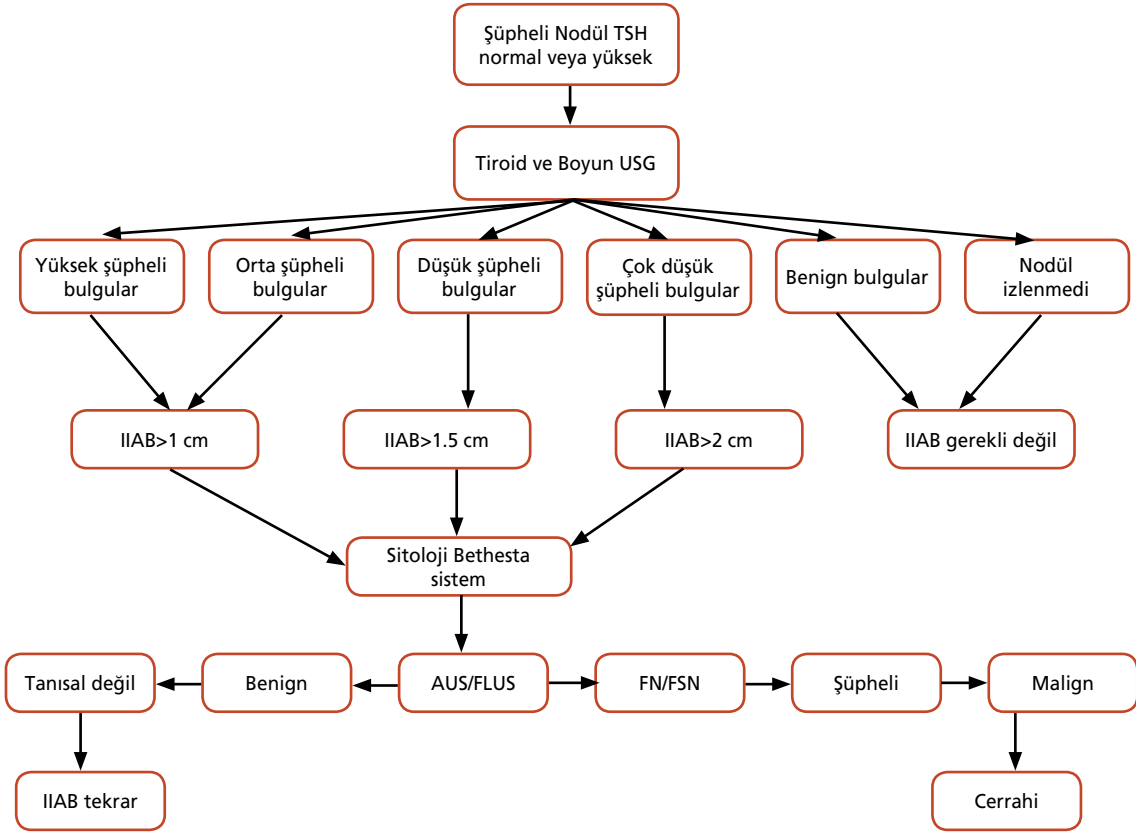 Şüpheli Nodül TSH
normal veya yüksek
Tiroid ve Boyun USG
Yüksek şüpheli
bulgular
Orta şüpheli
bulgular
Düşük şüpheli
bulgular
Çok düşük
şüpheli bulgular
Benign bulgular
Nodül
izlenmedi
IIAB>1 cm
IIAB>1.5 cm
IIAB>2 cm
IIAB gerekli değil
Sitoloji Bethesta
sistem
Tanısal değil
Benign
AUS/FLUS
FN/FSN
Şüpheli
Malign
IIAB tekrar
Cerrahi